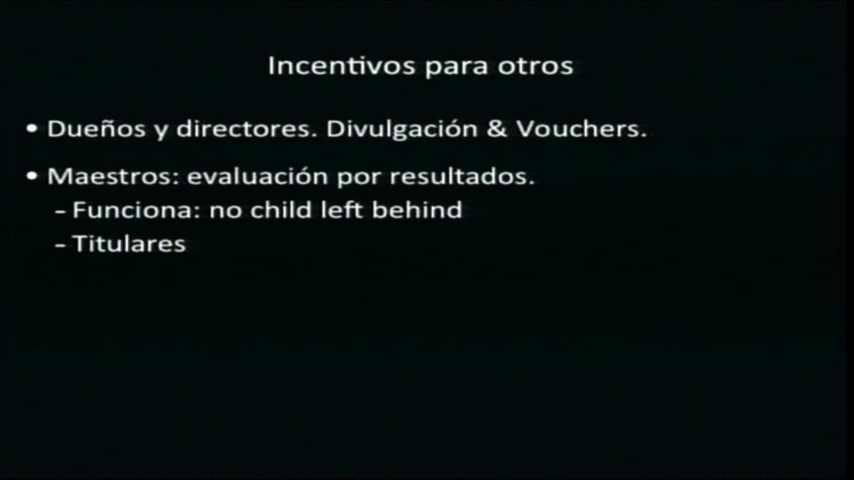 Incentivos para otros
• Dueños y directores. Divulgación & Vouchers.
• Maestros: evaluación por resultados.
– Funciona: no child left behind
– Titulares